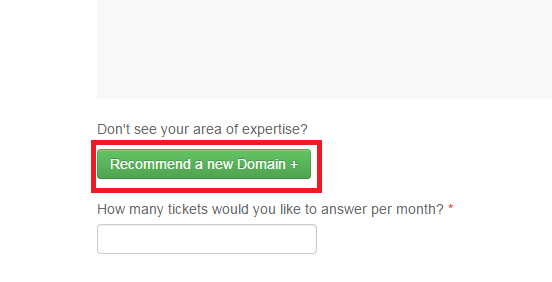 Don't see your area of expertise?
Recommend a new Domain +
How many tickets would you like to answer per month? *